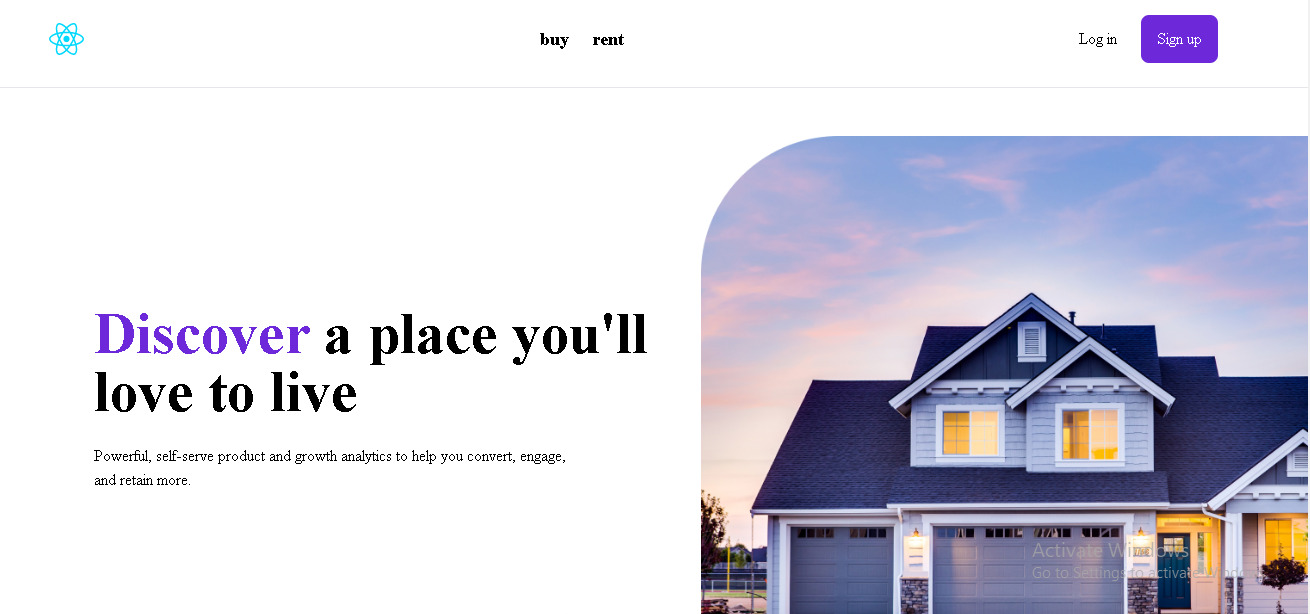 buy rent
Log in
Sign up
Discover a place you'll
love to live
Powerful, self-serve product and growth analytics to help you convert, engage,
and retain more.
Activate Windows
Go to Settings to activate Windows.